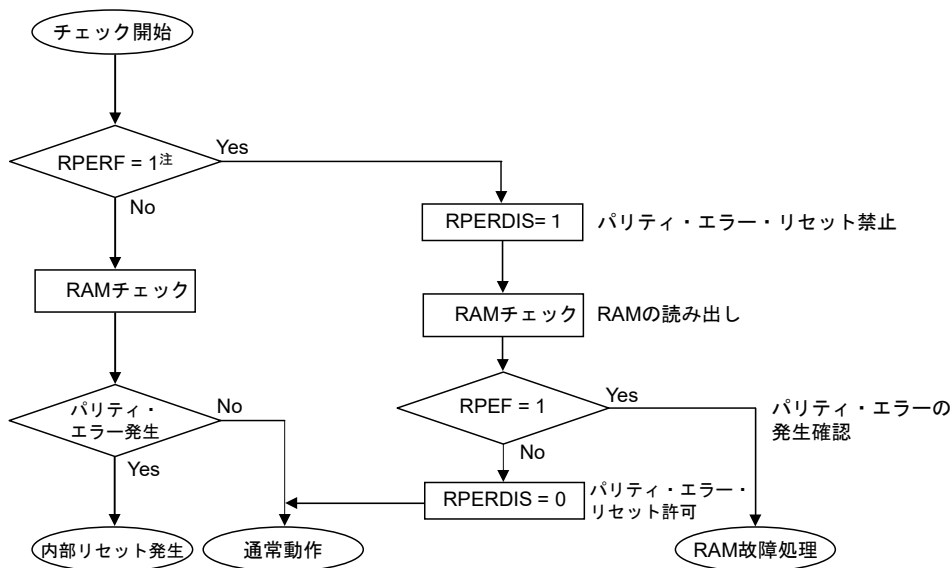 チェック開始
RPERF = 1注
Yes
No
RPERDIS= 1
パリティ・エラー・リセット禁止
RAMチェック
RAMチェック
RAMの読み出し
パリティ・
エラー発生
No
Yes
RPEF = 1
Yes
No
パリティ・エラーの
発生確認
RPERDIS = 0
パリティ・エラー・
リセット許可
内部リセット発生
通常動作
RAM故障処理